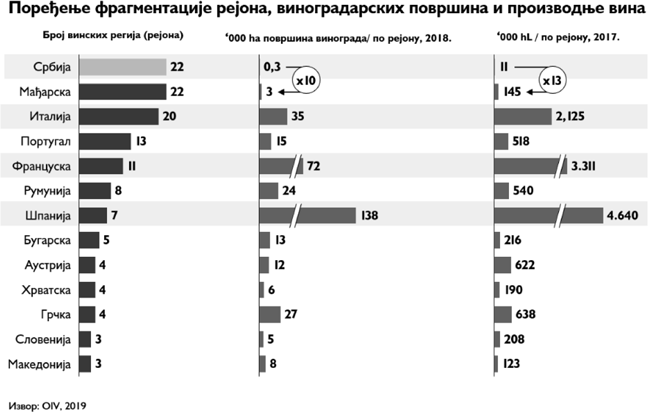 Поређење фрагментације рејона, виноградарских површина и производње вина
Број винских регија (рејона) ‘000 ha површина винограда/ по рејону, 2018. ‘000 hL / по рејону, 2017.
Србија 22 0,3 11
x10 x13
Мађарска 22 3 145
Италија 20 35 2,125
Португал 13 15 518
Француска 11 72 3.311
Румунија 8 24 540
Шпанија 7 138 4.640
Бугарска 5 13 216
Аустрија 4 12 622
Хрватска 4 6 190
Грчка 4 27 638
Словенија 3 5 208
Македонија 3 8 123
Извор: OIV, 2019